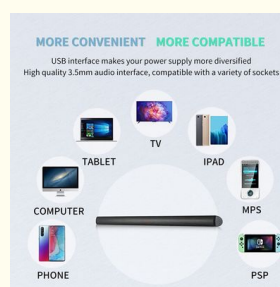 MORE CONVENIENT MORE COMPATIBLE
USB interface makes your power supply more diversified
High quality 3.5mm audio interface, compatible with a variety of sockets
TV
TABLET
IPAD
COMPUTER
MPS
PHONE
PSP